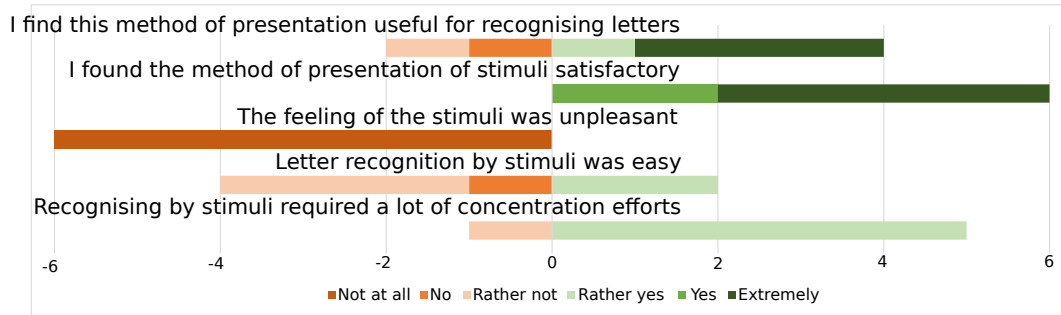 I find this method of presentation useful for recognising letters
I found the method of presentation of stimuli satisfactory
The feeling of the stimuli was unpleasant
Letter recognition by stimuli was easy
Recognising by stimuli required a lot of concentration efforts
-6 -4 -2 0 2 4 6
Not at all No Rather not Rather yes Yes Extremely